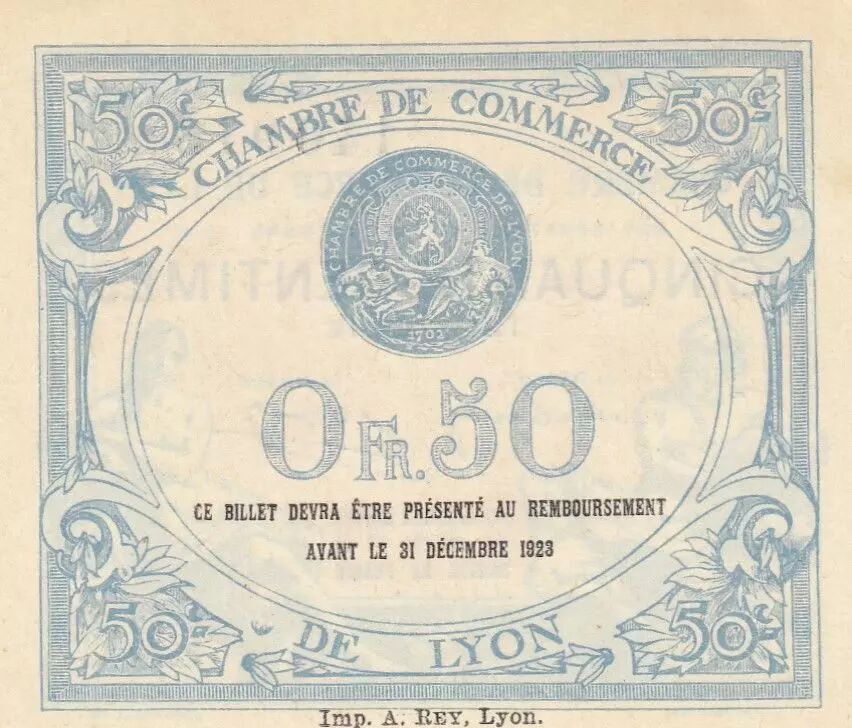 50c.
50c.
CHAMBRE DE COMMERCE
CHAMBRE DE COMMERCE DE LYON
1702
0 FR. 50
CE BILLET DEVRA ÊTRE PRÉSENTÉ AU REMBOURSEMENT
AVANT LE 31 DÉCEMBRE 1923
50c.
50c.
DE LYON
Imp. A. REY, Lyon.